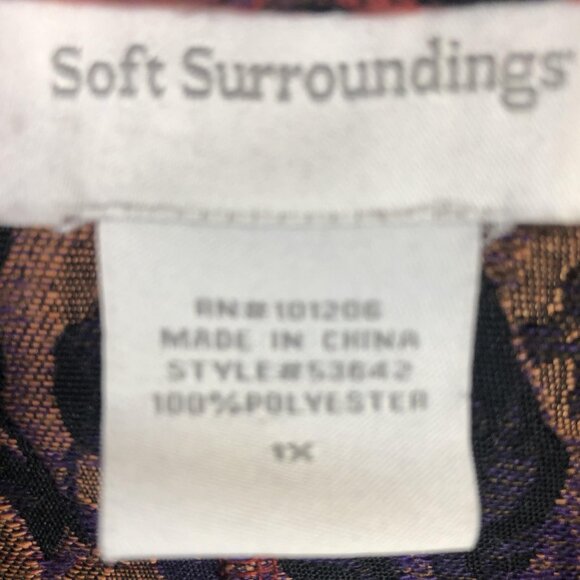 Soft Surroundings
RN#101206
MADE IN CHINA
STYLE#53642
100%POLYESTER
1X